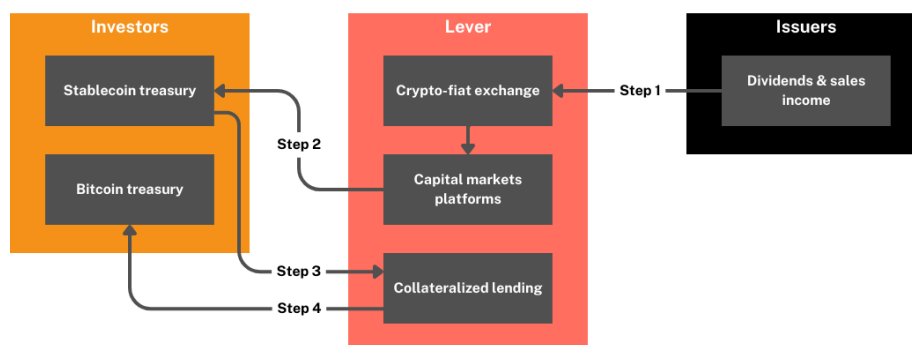 Investors
Lever
Issuers
Stablecoin treasury
Crypto-fiat exchange
Step 1
Dividends & sales
income
Step 2
Bitcoin treasury
Capital markets
platforms
Step 3
Collateralized lending
Step 4